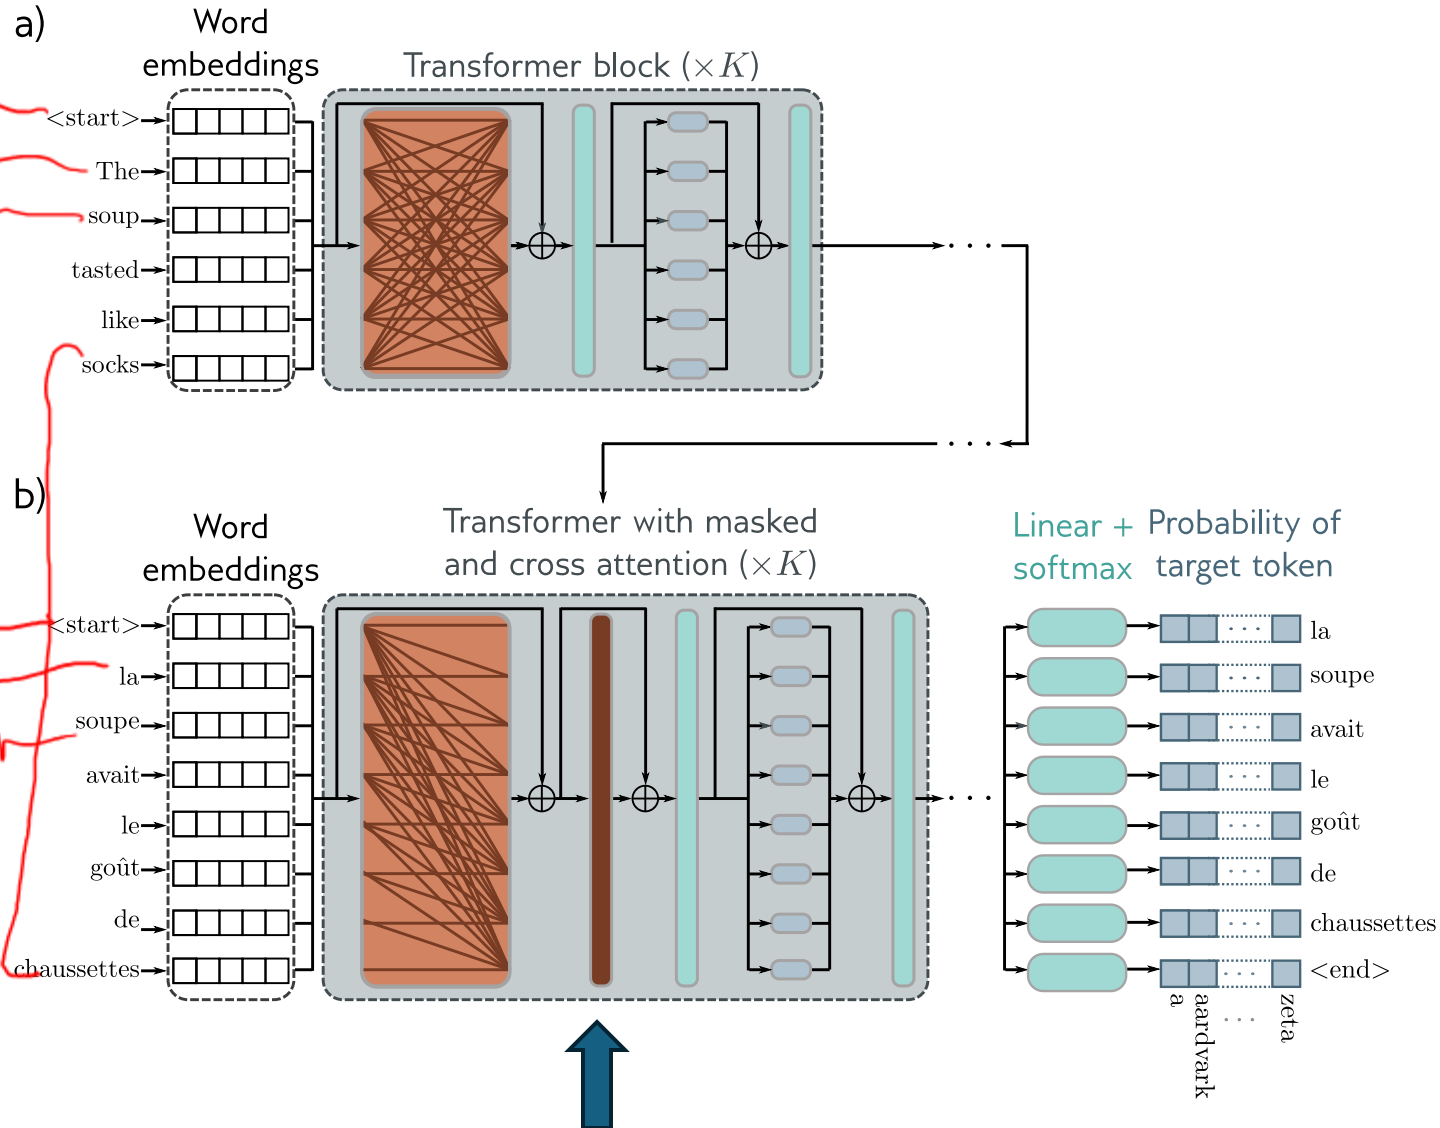 a)
Word
embeddings
Transformer block (×K)
<start>
The
soup
tasted
like
socks
b)
Word
embeddings
Transformer with masked
and cross attention (×K)
Linear +
softmax
Probability of
target token
<start>
la
soupe
avait
le
goût
de
chaussettes
la
soupe
avait
le
goût
de
chaussettes
<end>
a
aardvark
...
zeta